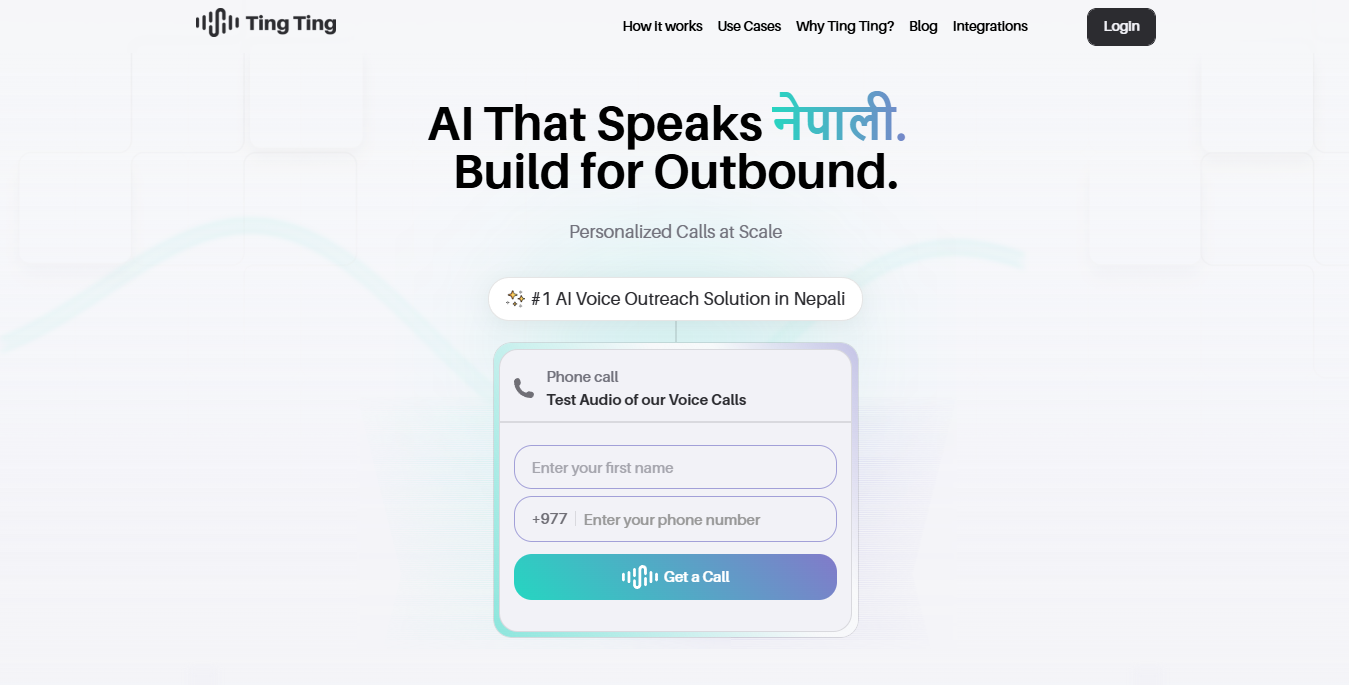 Ting Ting
How it works Use Cases Why Ting Ting? Blog Integrations Login
AI That Speaks नेपाली.
Build for Outbound.
Personalized Calls at Scale
#1 AI Voice Outreach Solution in Nepali
Phone call
Test Audio of our Voice Calls
Enter your first name
+977 Enter your phone number
Get a Call